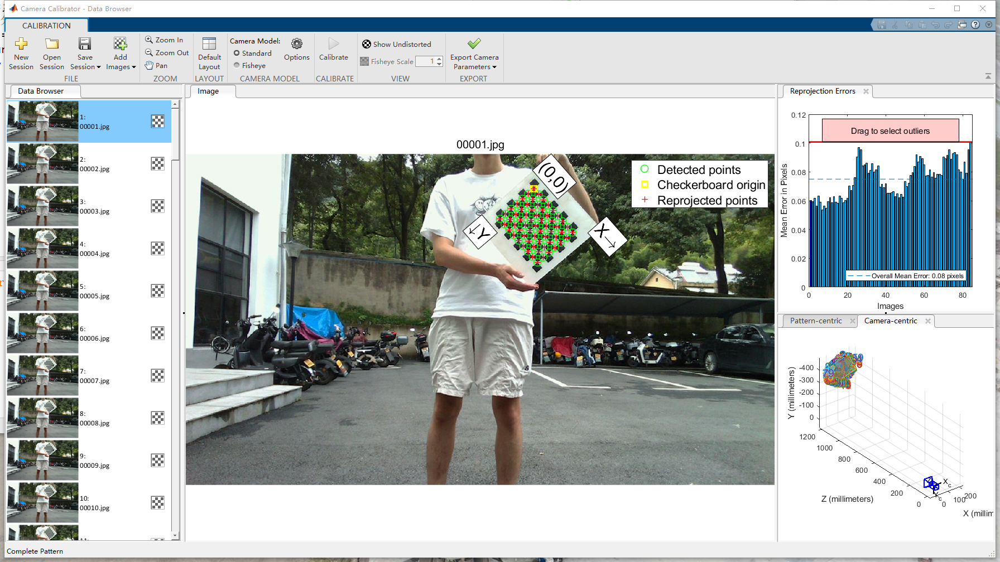 Camera Calibrator - Data Browser
CALIBRATION
New Session
Open Session
Save Session
Add Images
FILE
Zoom In
Zoom Out
Pan
ZOOM
Default Layout
LAYOUT
Camera Model:
Standard
Fisheye
Options
CAMERA MODEL
Calibrate
CALIBRATE
Show Undistorted
Fisheye Scale 1
VIEW
Export Camera Parameters
EXPORT
Data Browser
1:
00001.jpg
2:
00002.jpg
3:
00003.jpg
4:
00004.jpg
5:
00005.jpg
6:
00006.jpg
7:
00007.jpg
8:
00008.jpg
9:
00009.jpg
10:
00010.jpg
Image
00001.jpg
(0,0)
X→
←Y
Detected points
Checkerboard origin
Reprojected points
Reprojection Errors
0.12
0.1
0.08
0.06
0.04
0.02
0
Mean Error in Pixels
Drag to select outliers
Overall Mean Error: 0.08 pixels
0 20 40 60 80
Images
Pattern-centric
Camera-centric
-400
-300
-200
-100
0
Y (millimeters)
1200
1000
800
600
400
200
0
Z (millimeters)
0 100 200
X (millim
79
59
Xc
Yc
Complete Pattern